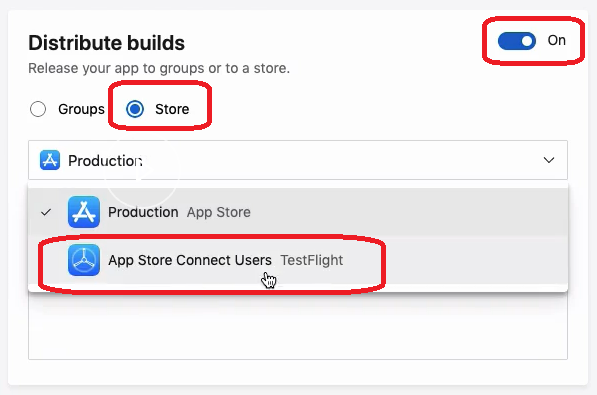 Distribute builds
On
Release your app to groups or to a store.
Groups
Store
Production
Production App Store
App Store Connect Users TestFlight